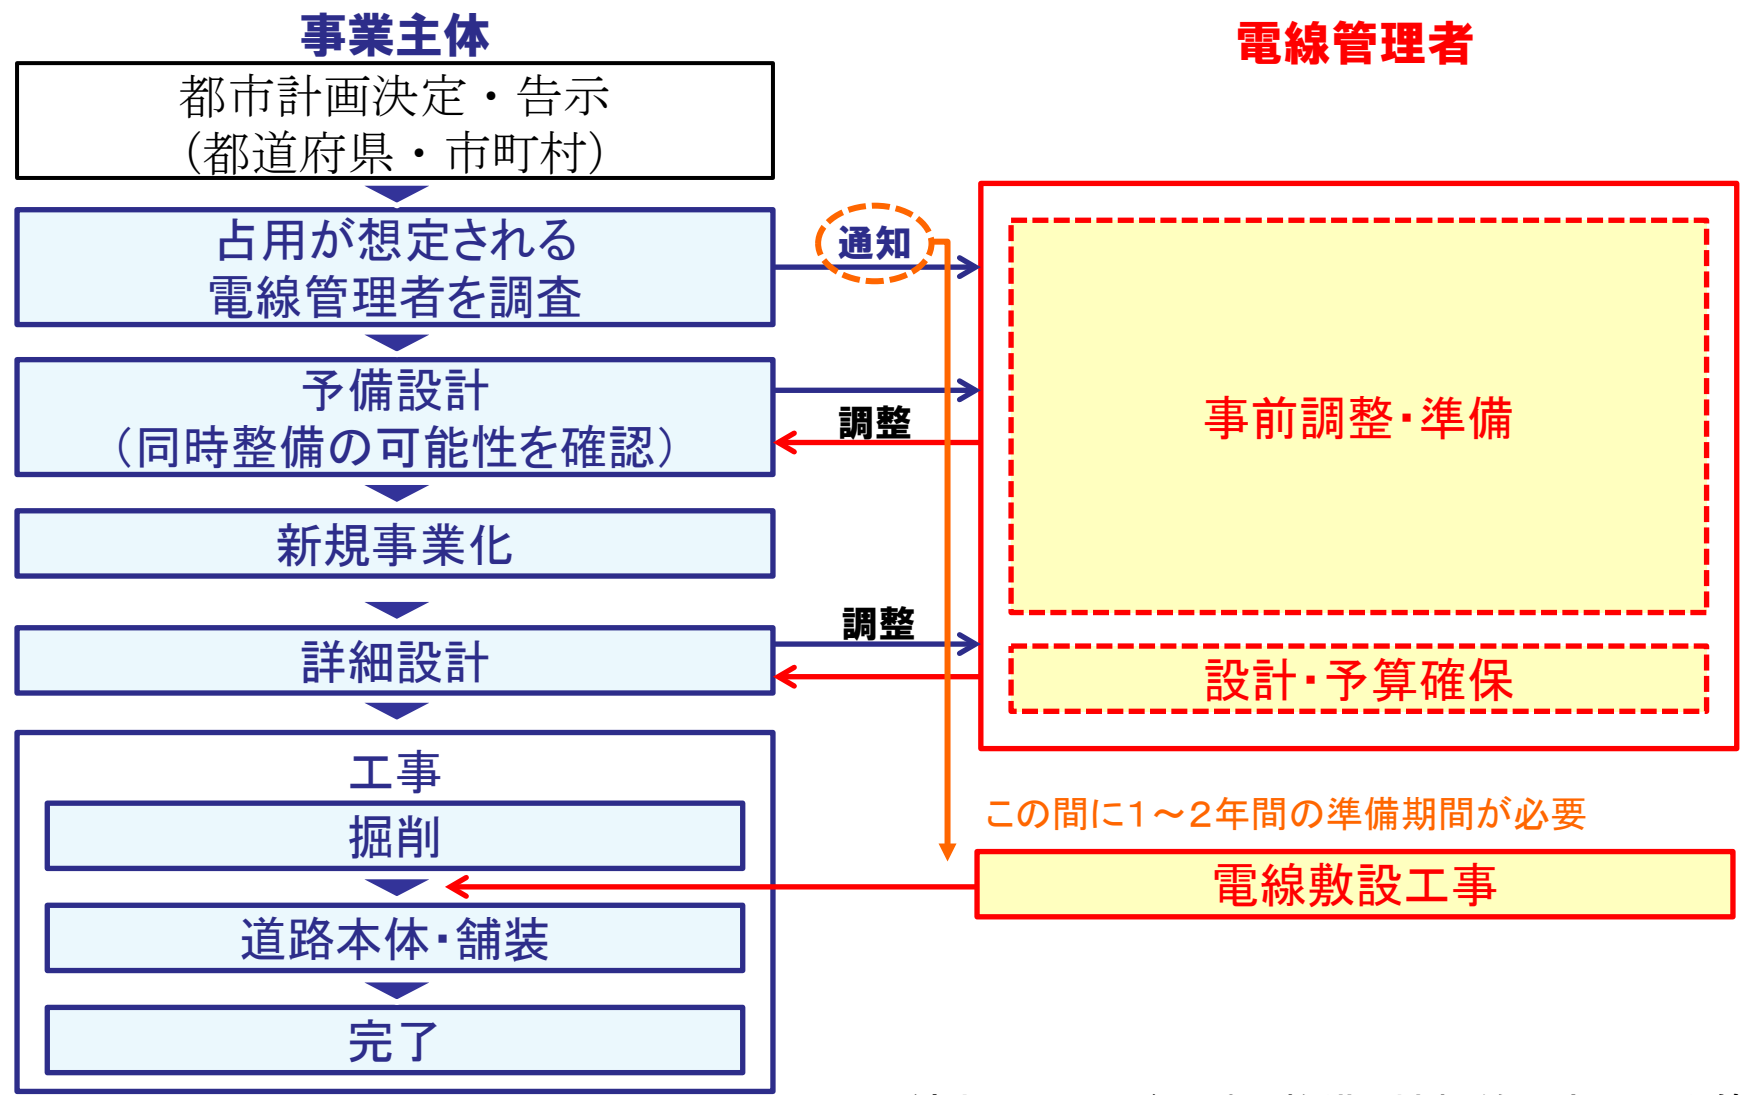 事業主体
電線管理者
都市計画決定・告示
(都道府県・市町村)
占用が想定される
電線管理者を調査
通知
予備設計
（同時整備の可能性を確認）
調整
事前調整・準備
新規事業化
詳細設計
調整
設計・予算確保
工事
掘削
この間に１～２年間の準備期間が必要
電線敷設工事
道路本体・舗装
完了